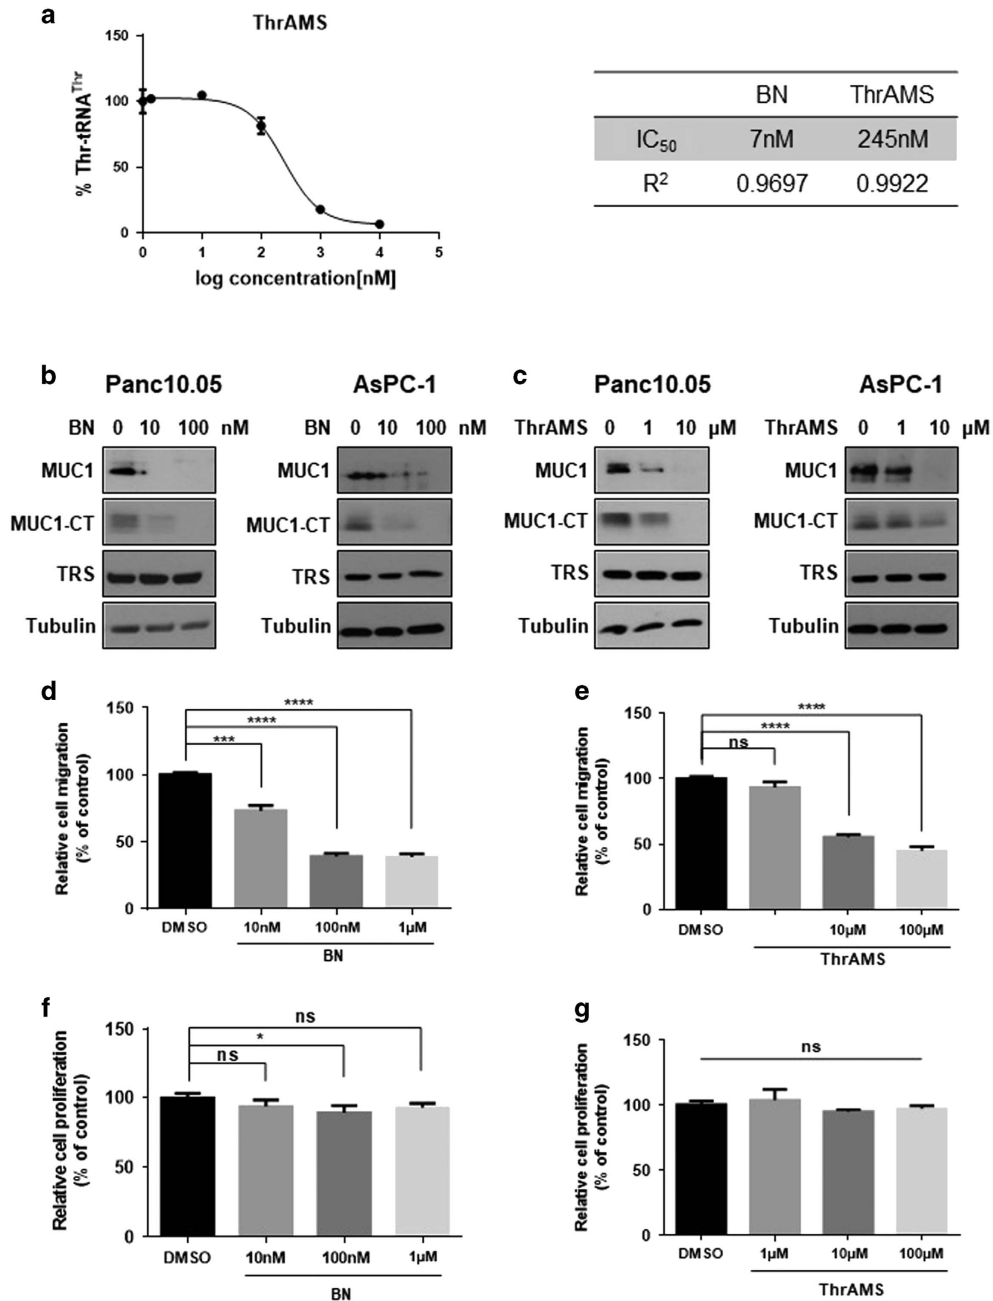 a
ThrAMS
150
100
50
0
% Thr-tRNAThr
0 1 2 3 4 5
log concentration[nM]
BN ThrAMS
IC50 7nM 245nM
R2 0.9697 0.9922
b
Panc10.05
AsPC-1
BN 0 10 100 nM
BN 0 10 100 nM
MUC1
MUC1
MUC1-CT
MUC1-CT
TRS
TRS
Tubulin
Tubulin
c
Panc10.05
AsPC-1
ThrAMS 0 1 10 µM
ThrAMS 0 1 10 µM
MUC1
MUC1
MUC1-CT
MUC1-CT
TRS
TRS
Tubulin
Tubulin
d
150
100
50
0
Relative cell migration
(% of control)
****
****
***
DMSO 10nM 100nM 1µM
BN
e
150
100
50
0
Relative cell migration
(% of control)
****
****
ns
DMSO 10µM 100µM
ThrAMS
f
150
100
50
0
Relative cell proliferation
(% of control)
ns
*
ns
DMSO 10nM 100nM 1µM
BN
g
150
100
50
0
Relative cell proliferation
(% of control)
ns
DMSO 1µM 10µM 100µM
ThrAMS